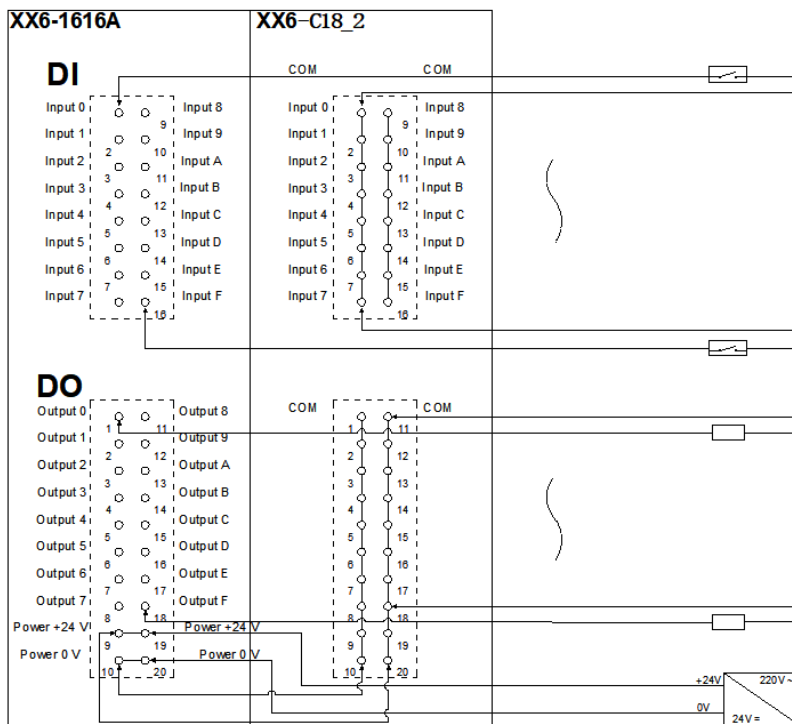 XX6-1616A XX6-C18_2
DI COM COM
Input 0 Input 8 Input 0 Input 8
9 9
Input 1 Input 9 Input 1 Input 9
2 10 2 10
Input 2 Input A Input 2 Input A
3 11 3 11
Input 3 Input B Input 3 Input B
4 12 4 12
Input 4 Input C Input 4 Input C
5 13 5 13
Input 5 Input D Input 5 Input D
6 14 6 14
Input 6 Input E Input 6 Input E
7 15 7 15
Input 7 Input F Input 7 Input F
16 16
DO
Output 0 Output 8 COM COM
1 11 1 11
Output 1 Output 9
2 12 2 12
Output 2 Output A
3 13 3 13
Output 3 Output B
4 14 4 14
Output 4 Output C
5 15 5 15
Output 5 Output D
6 16 6 16
Output 6 Output E
7 17 7 17
Output 7 Output F
8 18 8 18
Power +24 V Power +24 V
9 19 9 19
Power 0 V Power 0 V
10 20 10 20
+24V 220V~
0V
24V=